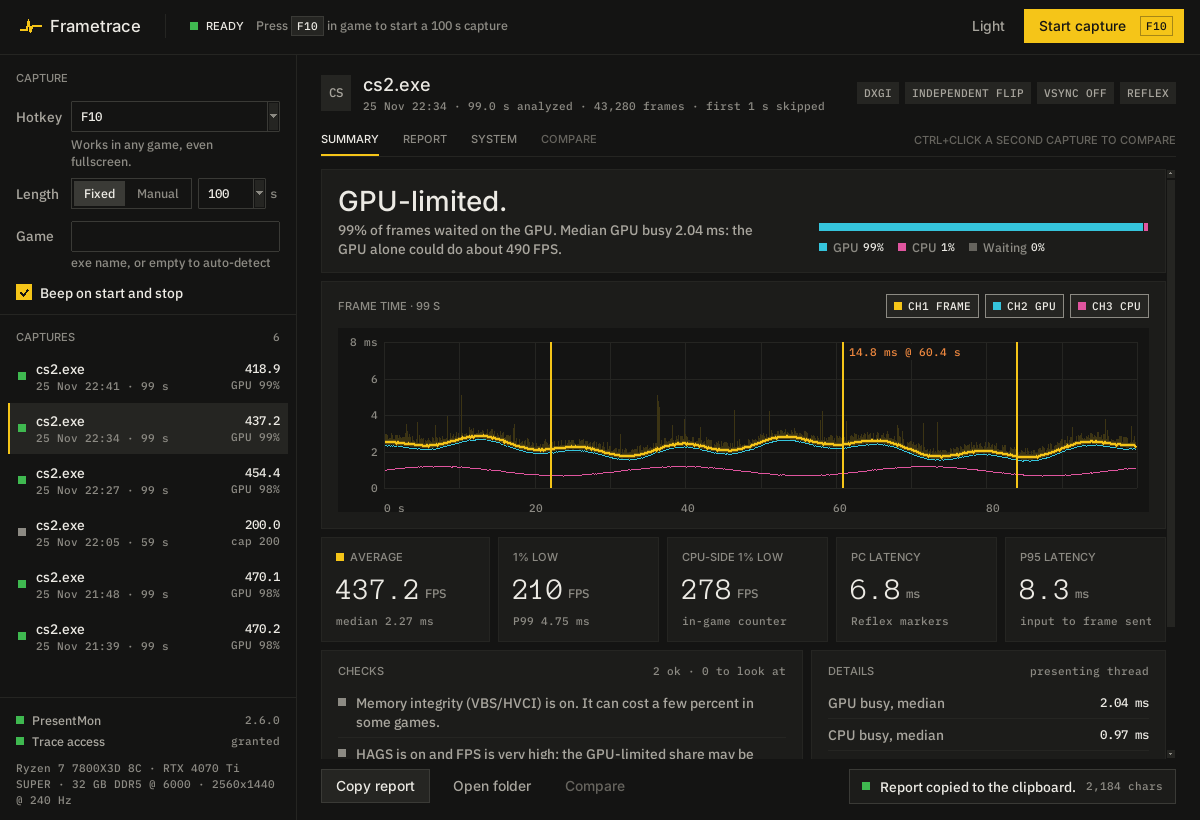 Frametrace
READY Press F10 in game to start a 100 s capture
Light
Start capture F10
CAPTURE
Hotkey F10
Works in any game, even
fullscreen.
Length Fixed Manual 100 s
Game
exe name, or empty to auto-detect
Beep on start and stop
CAPTURES 6
cs2.exe 418.9
25 Nov 22:41 · 99 s GPU 99%
cs2.exe 437.2
25 Nov 22:34 · 99 s GPU 99%
cs2.exe 454.4
25 Nov 22:27 · 99 s GPU 98%
cs2.exe 200.0
25 Nov 22:05 · 59 s cap 200
cs2.exe 470.1
25 Nov 21:48 · 99 s GPU 98%
cs2.exe 470.2
25 Nov 21:39 · 99 s GPU 98%
PresentMon 2.6.0
Trace access granted
Ryzen 7 7800X3D 8C · RTX 4070 Ti
SUPER · 32 GB DDR5 @ 6000 · 2560x1440
@ 240 Hz
CS
cs2.exe
25 Nov 22:34 · 99.0 s analyzed · 43,280 frames · first 1 s skipped
DXGI INDEPENDENT FLIP VSYNC OFF REFLEX
SUMMARY REPORT SYSTEM COMPARE
CTRL+CLICK A SECOND CAPTURE TO COMPARE
GPU-limited.
99% of frames waited on the GPU. Median GPU busy 2.04 ms: the
GPU alone could do about 490 FPS.
GPU 99% CPU 1% Waiting 0%
FRAME TIME · 99 S
CH1 FRAME CH2 GPU CH3 CPU
8 ms
14.8 ms @ 60.4 s
6
4
2
0
0 s 20 40 60 80
AVERAGE
437.2 FPS
median 2.27 ms
1% LOW
210 FPS
P99 4.75 ms
CPU-SIDE 1% LOW
278 FPS
in-game counter
PC LATENCY
6.8 ms
Reflex markers
P95 LATENCY
8.3 ms
input to frame sent
CHECKS 2 ok · 0 to look at
Memory integrity (VBS/HVCI) is on. It can cost a few percent in
some games.
HAGS is on and FPS is very high: the GPU-limited share may be
DETAILS presenting thread
GPU busy, median 2.04 ms
CPU busy, median 0.97 ms
Copy report
Open folder
Compare
Report copied to the clipboard. 2,184 chars